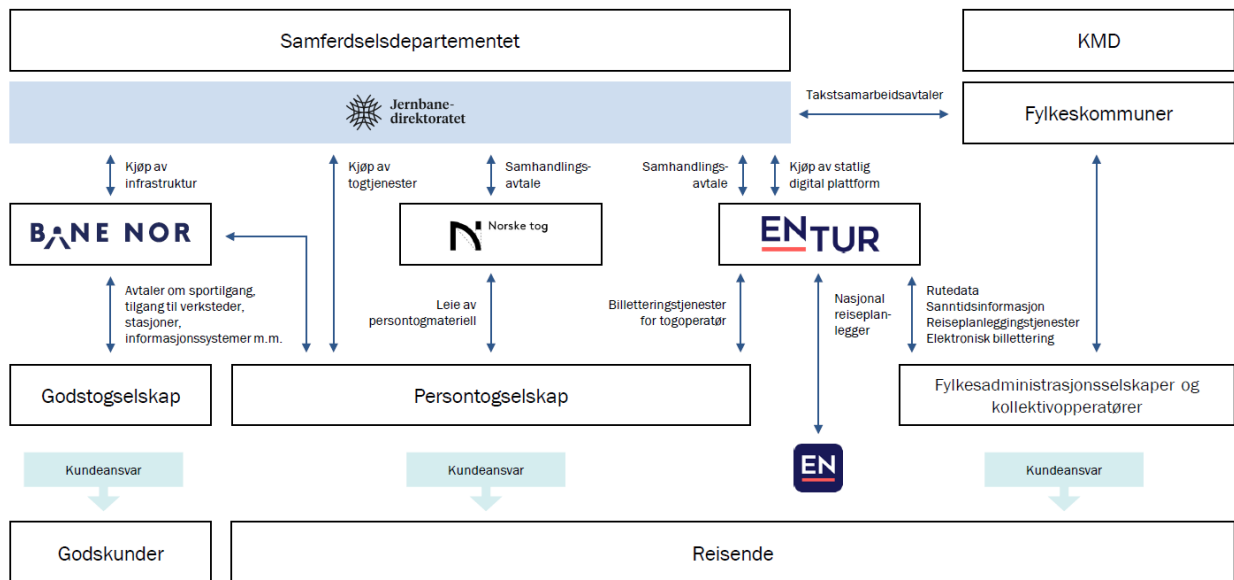 Samferdselsdepartementet
KMD
Jernbane-
direktoratet
Takstsamarbeidsavtaler
Fylkeskommuner
Kjøp av
infrastruktur
Kjøp av
togtjenester
Samhandlings-
avtale
Samhandlings-
avtale
Kjøp av statlig
digital plattform
BANE NOR
Norske tog
ENTUR
Avtaler om sportilgang,
tilgang til verksteder,
stasjoner,
informasjonssystemer m.m.
Leie av
persontogmateriell
Billetteringstjenester
for togoperatør
Nasjonal
reiseplan-
legger
Rutedata
Sanntidsinformasjon
Reiseplanleggingstjenester
Elektronisk billettering
Godstogselskap
Persontogselskap
Fylkesadministrasjonsselskaper og
kollektivoperatører
Kundeansvar
Kundeansvar
EN
Kundeansvar
Godskunder
Reisende